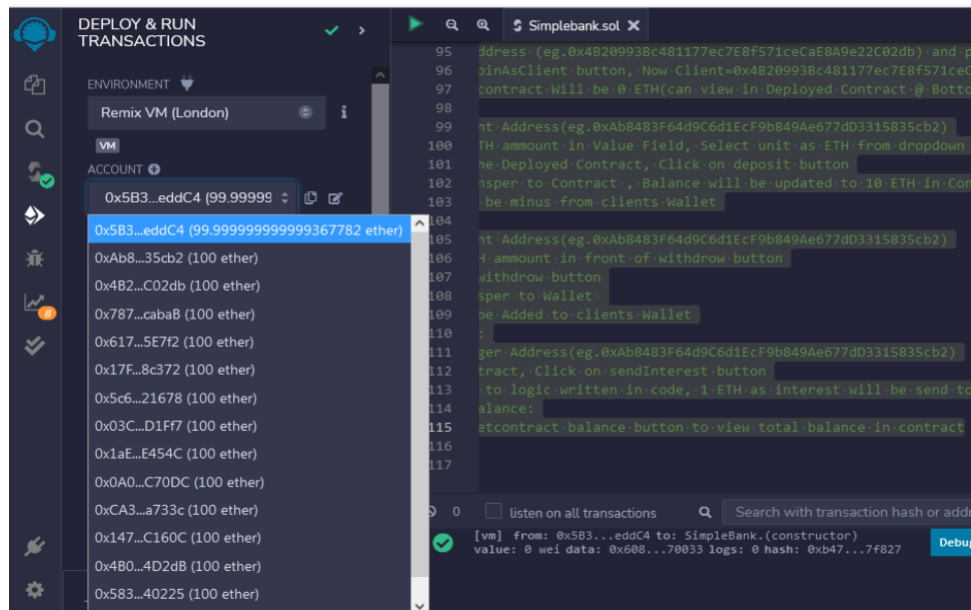 DEPLOY & RUN
TRANSACTIONS
ENVIRONMENT
Remix VM (London)
VM
ACCOUNT
0x5B3...eddC4 (99.99999
0x5B3...eddC4 (99.999999999999367782 ether)
0xAb8...35cb2 (100 ether)
0x4B2...C02db (100 ether)
0x787...cabaB (100 ether)
0x617...5E7f2 (100 ether)
0x17F...8c372 (100 ether)
0x5c6...21678 (100 ether)
0x03C...D1Ff7 (100 ether)
0x1aE...E454C (100 ether)
0x0A0...C70DC (100 ether)
0xCA3...a733c (100 ether)
0x147...C160C (100 ether)
0x4B0...4D2dB (100 ether)
0x583...40225 (100 ether)
8
Simplebank.sol
95 ddress (eg.0x4B20993Bc481177ec7E8f571ceCaE8A9e22C02db) and p
96 oinAsClient button, Now Client=0x4B20993Bc481177ec7E8f571ceC
97 contract Will be 0 ETH(can view in Deployed Contract @ Botto
98
99 nt Address(eg.0xAb8483F64d9C6d1EcF9b849Ae677dD3315835cb2)
100 TH ammount in Value Field, Select unit as ETH from dropdown
101 he Deployed Contract, Click on deposit button
102 nsper to Contract , Balance will be updated to 10 ETH in Con
103 be minus from clients Wallet
104
105 nt Address(eg.0xAb8483F64d9C6d1EcF9b849Ae677dD3315835cb2)
106 H ammount in front of withdrow button
107 withdrow button
108 sper to Wallet
109 be Added to clients Wallet
110 :
111 ger Address(eg.0xAb8483F64d9C6d1EcF9b849Ae677dD3315835cb2)
112 tract, Click on sendInterest button
113 to logic written in code, 1 ETH as interest will be send to
114 alance:
115 etcontract balance button to view total balance in contract
116
117
0 listen on all transactions Search with transaction hash or addr
[vm] from: 0x5B3...eddC4 to: SimpleBank.(constructor)
value: 0 wei data: 0x608...70033 logs: 0 hash: 0xb47...7f827
Debug